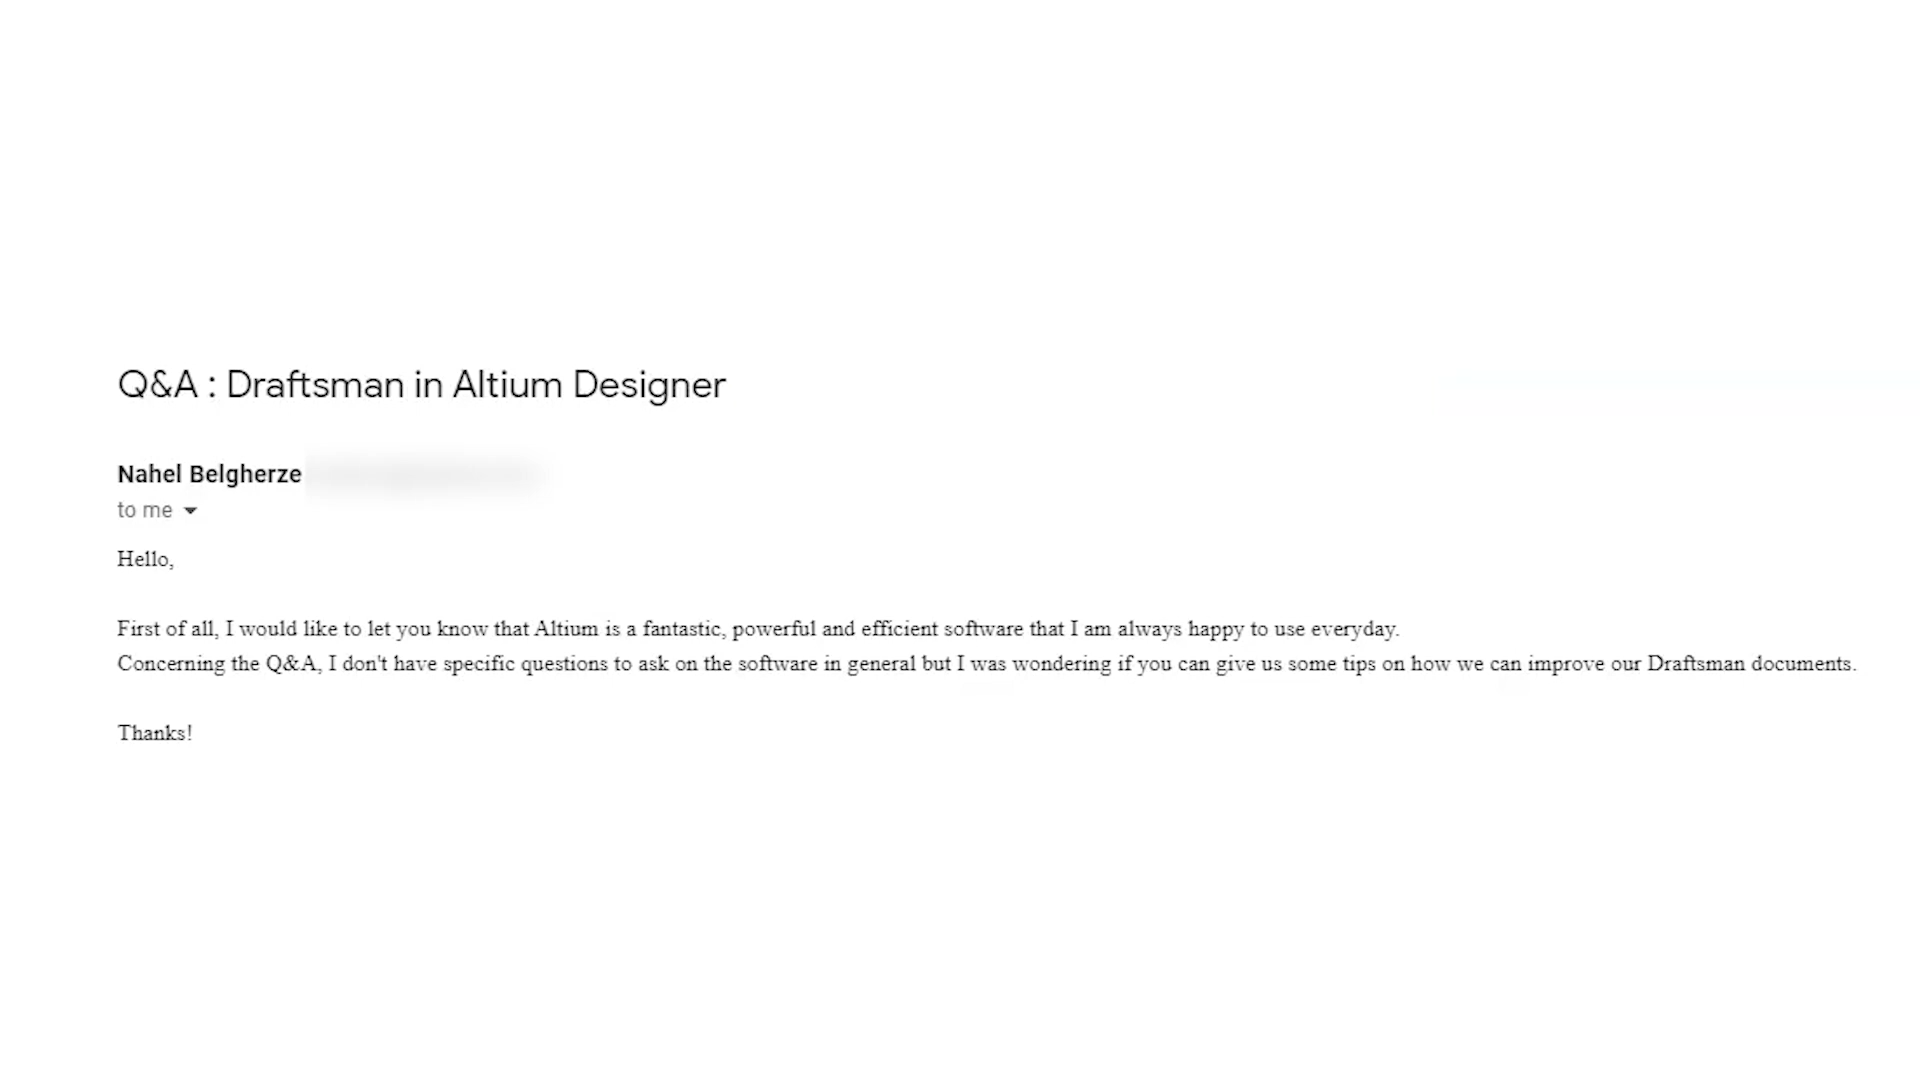 Q&A : Draftsman in Altium Designer
Nahel Belgherze
to me
Hello,
First of all, I would like to let you know that Altium is a fantastic, powerful and efficient software that I am always happy to use everyday.
Concerning the Q&A, I don't have specific questions to ask on the software in general but I was wondering if you can give us some tips on how we can improve our Draftsman documents.
Thanks!